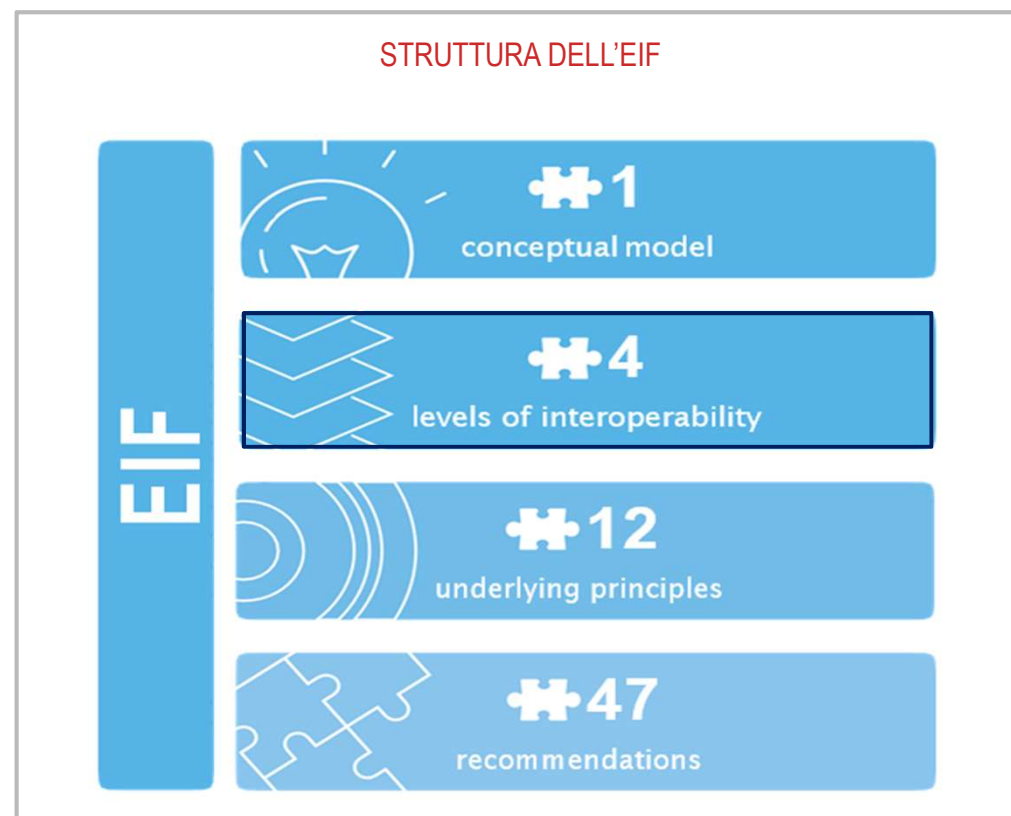 STRUTTURA DELL'EIF
EIF
1
conceptual model
4
levels of interoperability
12
underlying principles
47
recommendations